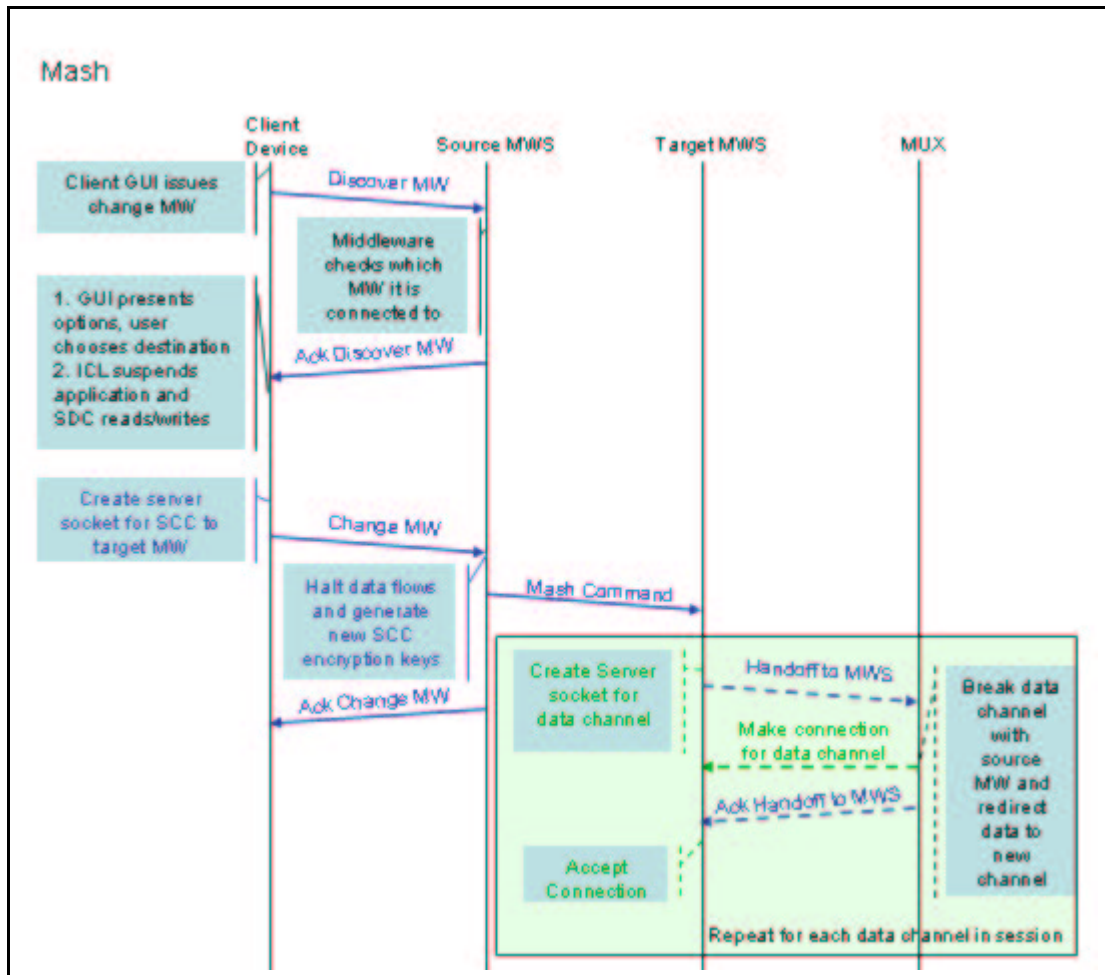 Mash
Client
Device
Source MWS
Target MWS
MUX
Client GUI issues
change MW
Discover MW
Middleware
checks which
MW it is
connected to
1. GUI presents
options, user
chooses destination
2. ICL suspends
application and
SDC reads/writes
Ack Discover MW
Create server
socket for SCC to
target MW
Change MW
Halt data flows
and generate
new SCC
encryption keys
Mash Command
Ack Change MW
Create Server
socket for
data channel
Handoff to MWS
Break data
channel
with
source
MW and
redirect
data to
new
channel
Make connection
for data channel
Ack Handoff to MWS
Accept
Connection
Repeat for each data channel in session